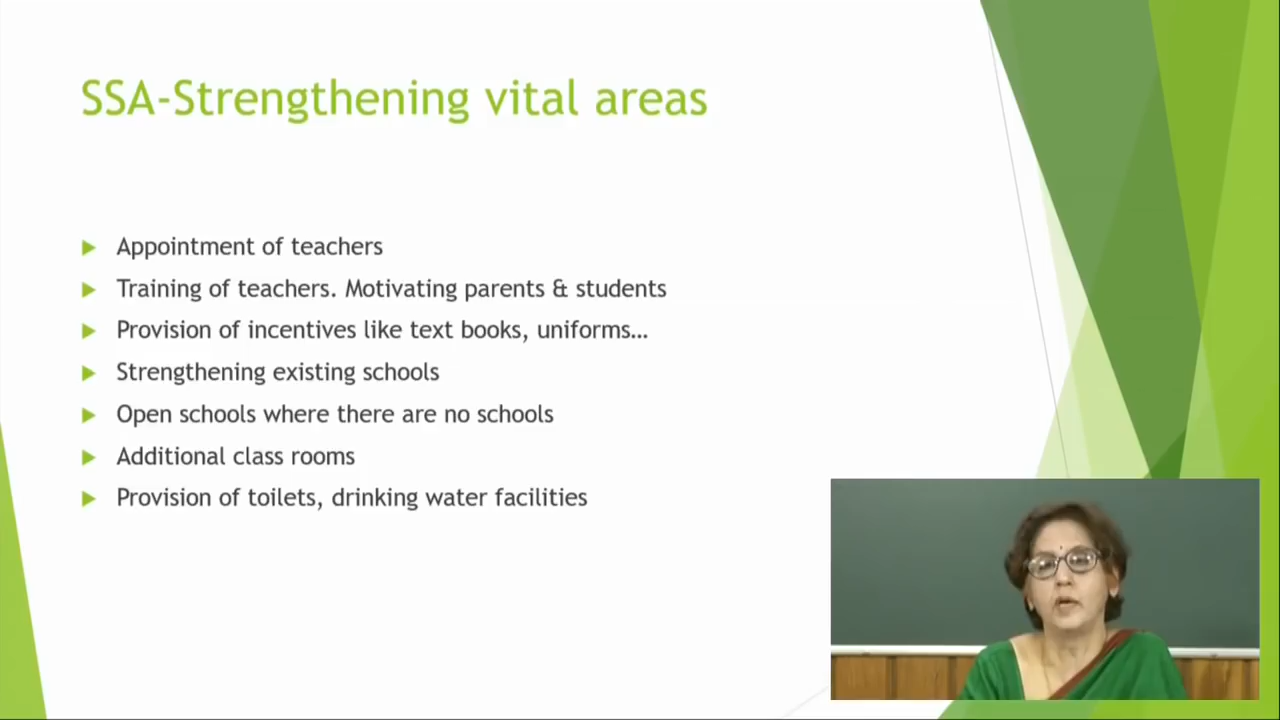 SSA-Strengthening vital areas
Appointment of teachers
Training of teachers. Motivating parents & students
Provision of incentives like text books, uniforms…
Strengthening existing schools
Open schools where there are no schools
Additional class rooms
Provision of toilets, drinking water facilities